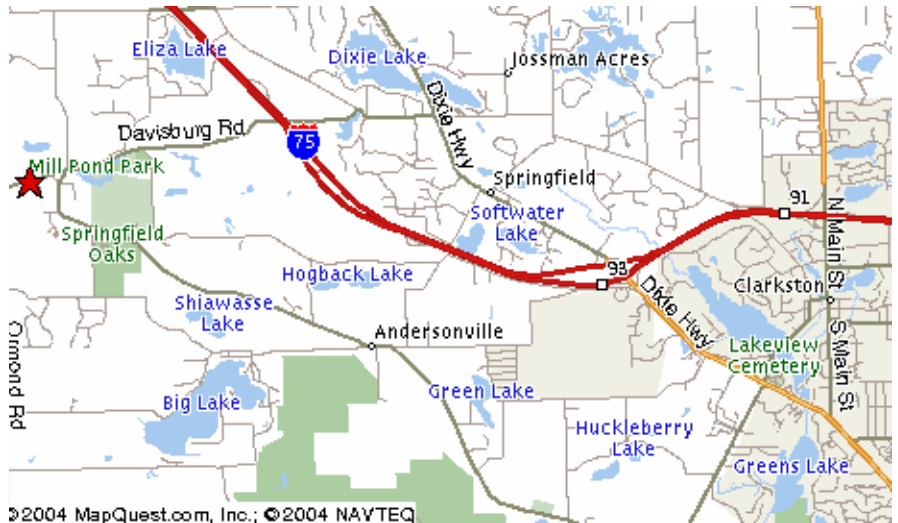 Eliza Lake
Dixie Lake
Jossman Acres
Dixie Hwy
Davisburg Rd
75
Mill Pond Park
Springfield
91
N Main St
Softwater
Lake
Springfield
Oaks
Hogback Lake
93
Dixie Hwy
Clarkston
Shiawasse
Lake
Andersonville
Ormond Rd
S Main St
Lakeview
Cemetery
Green Lake
Big Lake
Huckleberry
Lake
Greens Lake
©2004 MapQuest.com, Inc.; ©2004 NAVTEQ